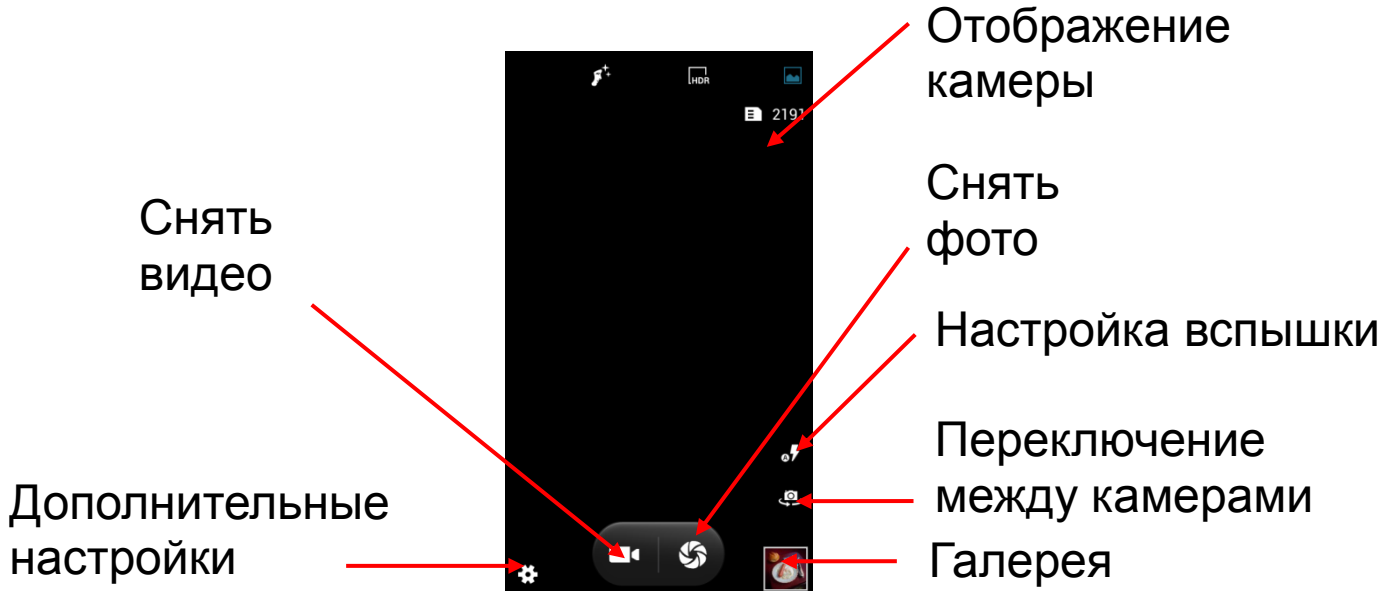 Отображение
камеры
HDR
2191
Снять
фото
Снять
видео
Настройка вспышки
Переключение
между камерами
Дополнительные
настройки
Галерея